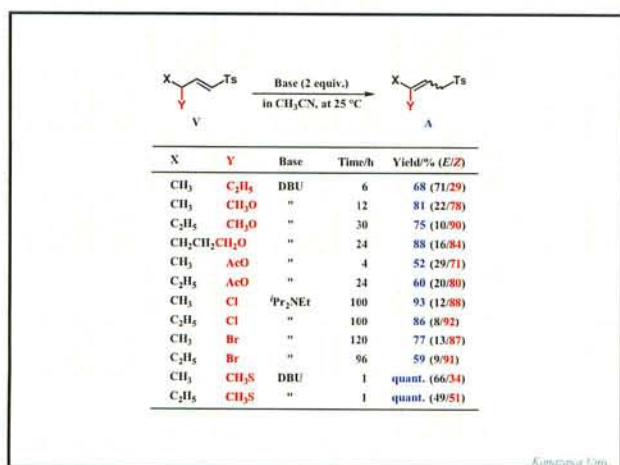 X Ts
Y
V
Base (2 equiv.)
in CH₃CN, at 25 °C
X Ts
Y
A
X Y Base Time/h Yield/% (E/Z)
CH₃ C₂H₅ DBU 6 68 (71/29)
CH₃ CH₃O " 12 81 (22/78)
C₂H₅ CH₃O " 30 75 (10/90)
CH₂CH₂CH₂O " 24 88 (16/84)
CH₃ AcO " 4 52 (29/71)
C₂H₅ AcO " 24 60 (20/80)
CH₃ Cl ⁱPr₂NEt 100 93 (12/88)
C₂H₅ Cl " 100 86 (8/92)
CH₃ Br " 120 77 (13/87)
C₂H₅ Br " 96 59 (9/91)
CH₃ CH₃S DBU 1 quant. (66/34)
C₂H₅ CH₃S " 1 quant. (49/51)
Kanazawa Univ.